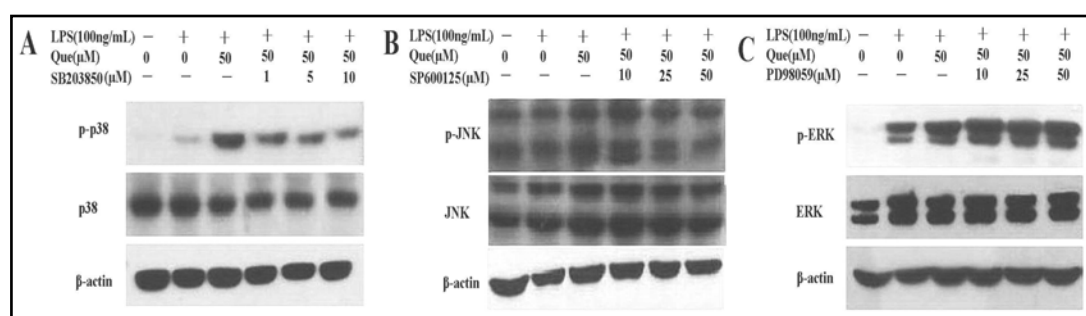 A
LPS(100ng/mL) — + + + + +
Que(μM) 0 0 50 50 50 50
SB203850(μM) — — — 1 5 10
p-p38
p38
β-actin
B
LPS(100ng/mL) — + + + + +
Que(μM) 0 0 50 50 50 50
SP600125(μM) — — — 10 25 50
p-JNK
JNK
β-actin
C
LPS(100ng/mL) — + + + + +
Que(μM) 0 0 50 50 50 50
PD98059(μM) — — — 10 25 50
p-ERK
ERK
β-actin